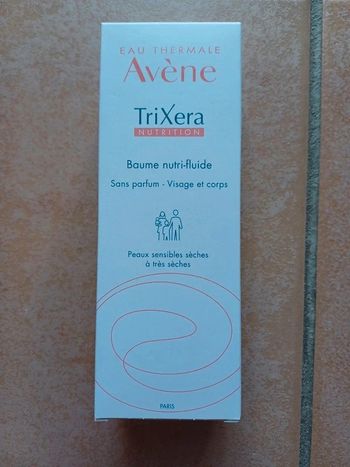 EAU THERMALE
Avène
TriXera
NUTRITION
Baume nutri-fluide
Sans parfum - Visage et corps
Peaux sensibles sèches
à très sèches
PARIS